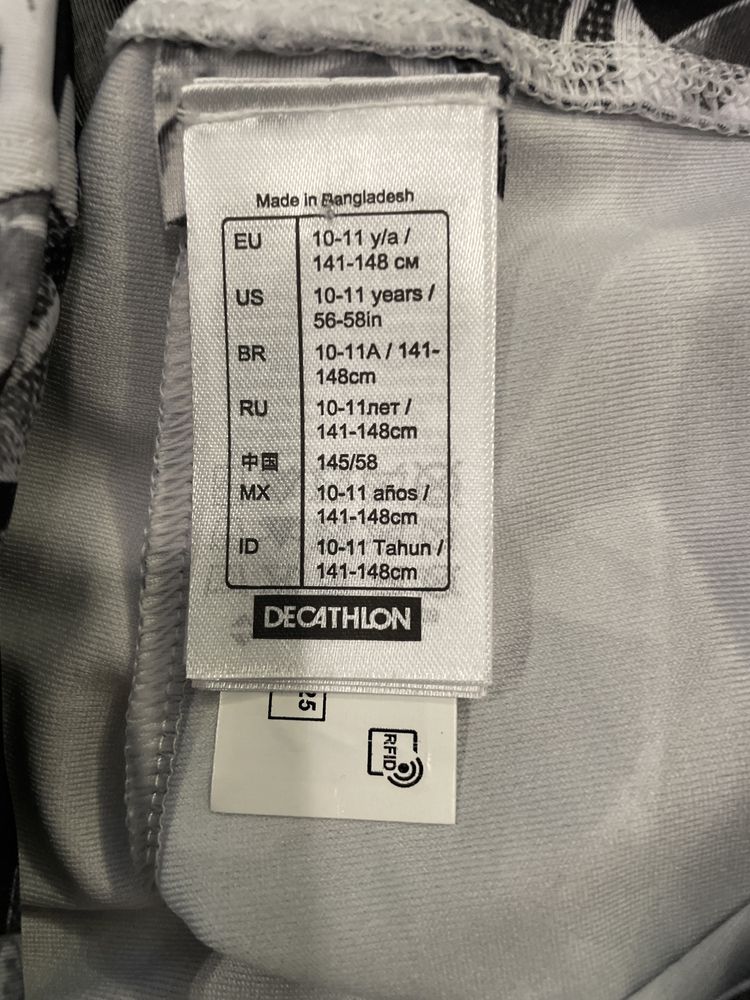 Made in Bangladesh
EU 10-11 y/a /
141-148 см
US 10-11 years /
56-58in
BR 10-11A / 141-
148cm
RU 10-11лет /
141-148cm
中国 145/58
MX 10-11 años /
141-148cm
ID 10-11 Tahun /
141-148cm
DECATHLON
25
RFID